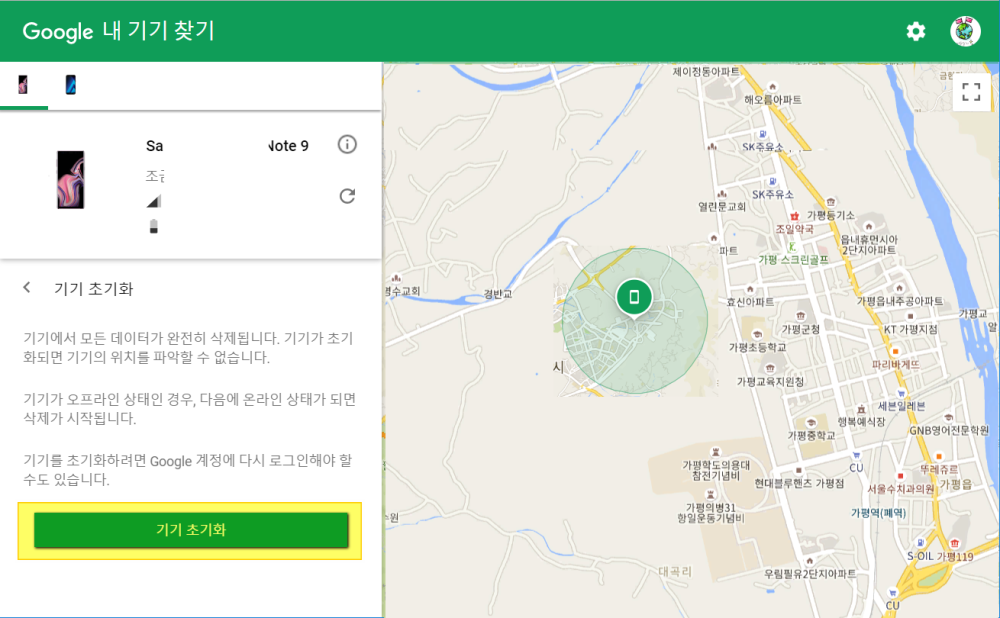 Google 내 기기 찾기
Sa
Note 9
기기 초기화
기기에서 모든 데이터가 완전히 삭제됩니다. 기기가 초기
화되면 기기의 위치를 파악할 수 없습니다.
기기가 오프라인 상태인 경우, 다음에 온라인 상태가 되면
삭제가 시작됩니다.
기기를 초기화하려면 Google 계정에 다시 로그인해야 할
수도 있습니다.
기기 초기화
제이정동아파트
해오름아파트
SK주유소
SK주유소
열린문교회
가평등기소
조일약국
읍내휴먼시아
2단지아파트
파트
가평 스크린골프
경반교
효신아파트
가평읍내주공아파트
가평교
가평군청
KT 가평지점
가평초등학교
파리바게뜨
시
가평교육지원청
세븐일레븐
행복예식장
GNB영어전문학원
가평중학교
가평학도의용대
참전기념비
CU
뚜레쥬르
현대블루핸즈 가평점
서울수치과의원
가평읍
가평의병31
항일운동기념비
가평역(폐역)
S-OIL 가평119
대곡리
우림필유2단지아파트
CU